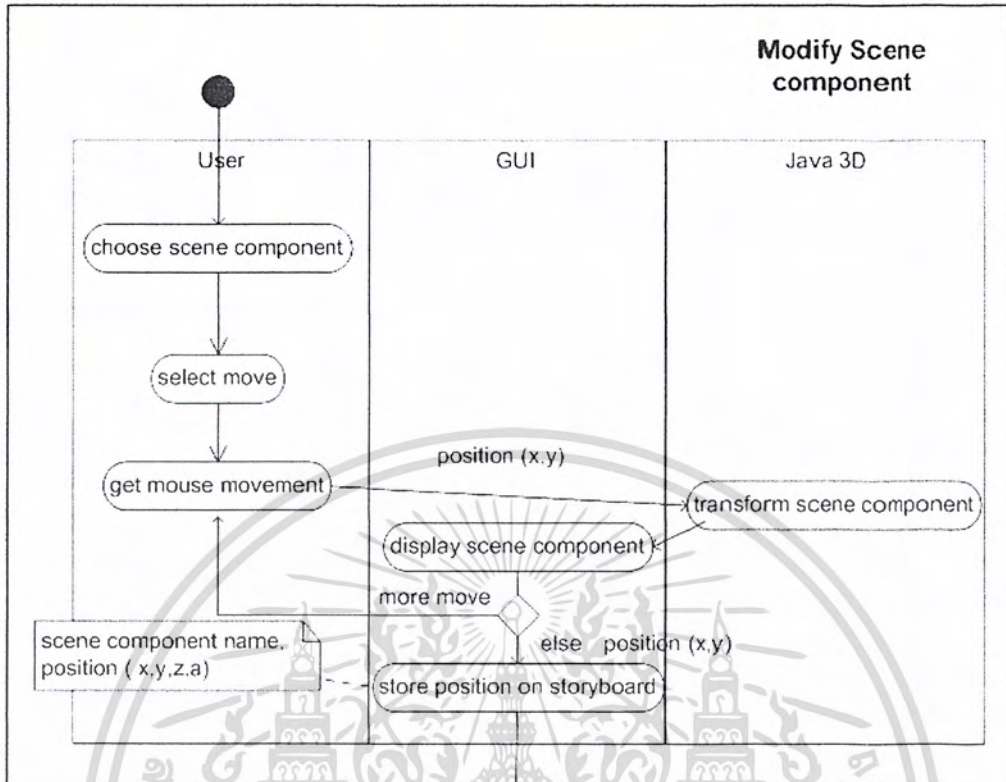 Modify Scene
component
User
GUI
Java 3D
choose scene component
select move
position (x,y)
get mouse movement
transform scene component
display scene component
more move
else position (x,y)
scene component name,
position ( x,y,z,a)
store position on storyboard